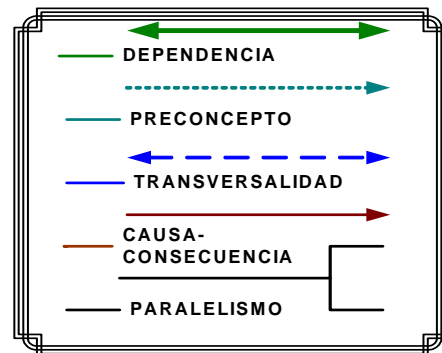 DEPENDENCIA
PRECONCEPTO
TRANSVERSALIDAD
CAUSA-
CONSECUENCIA
PARALELISMO